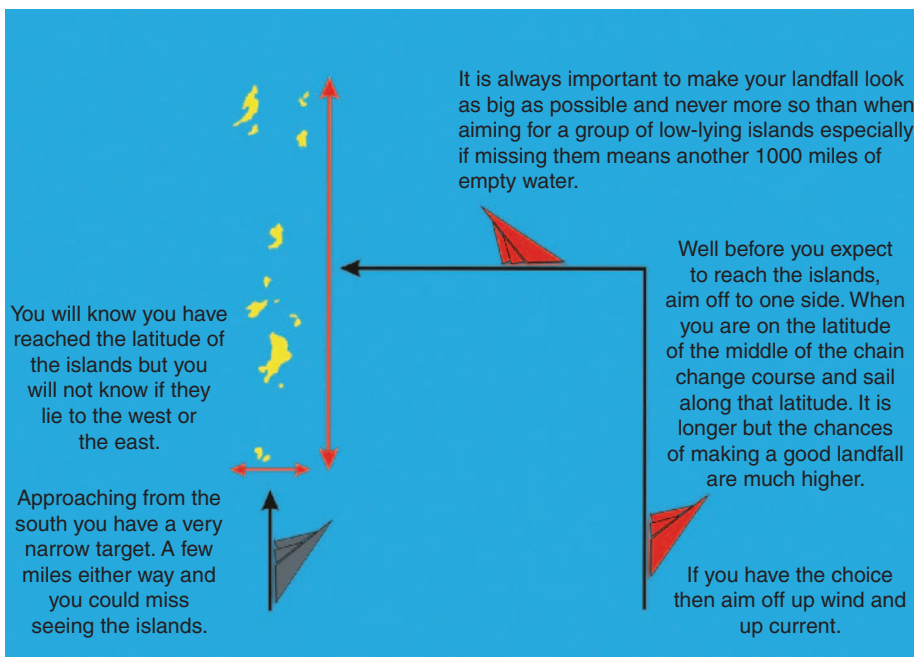 It is always important to make your landfall look
as big as possible and never more so than when
aiming for a group of low-lying islands especially
if missing them means another 1000 miles of
empty water.
Well before you expect
to reach the islands,
aim off to one side. When
you are on the latitude
of the middle of the chain
change course and sail
along that latitude. It is
longer but the chances
of making a good landfall
are much higher.
You will know you have
reached the latitude of
the islands but you
will not know if they
lie to the west or
the east.
Approaching from the
south you have a very
narrow target. A few
miles either way and
you could miss
seeing the islands.
If you have the choice
then aim off up wind and
up current.